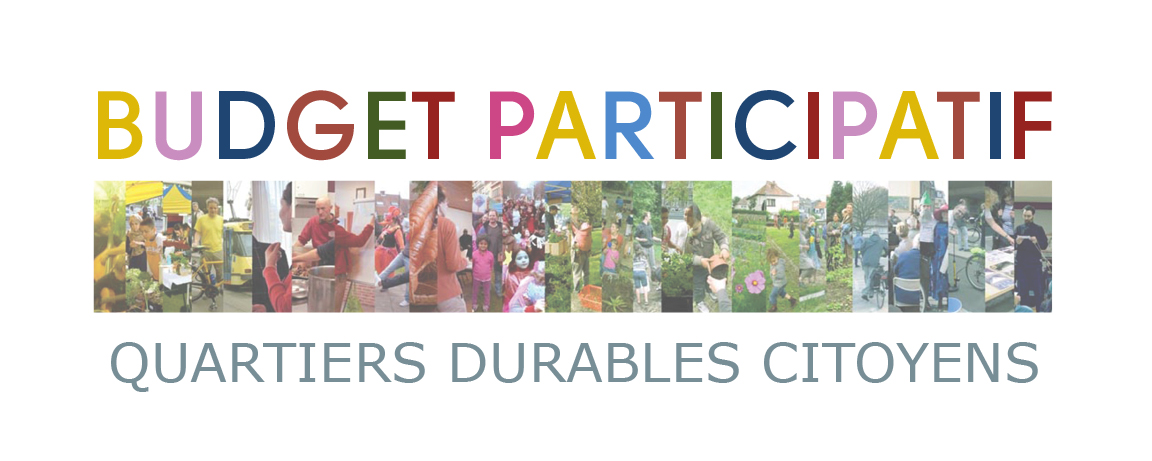 BUDGET PARTICIPATIF
QUARTIERS DURABLES CITOYENS